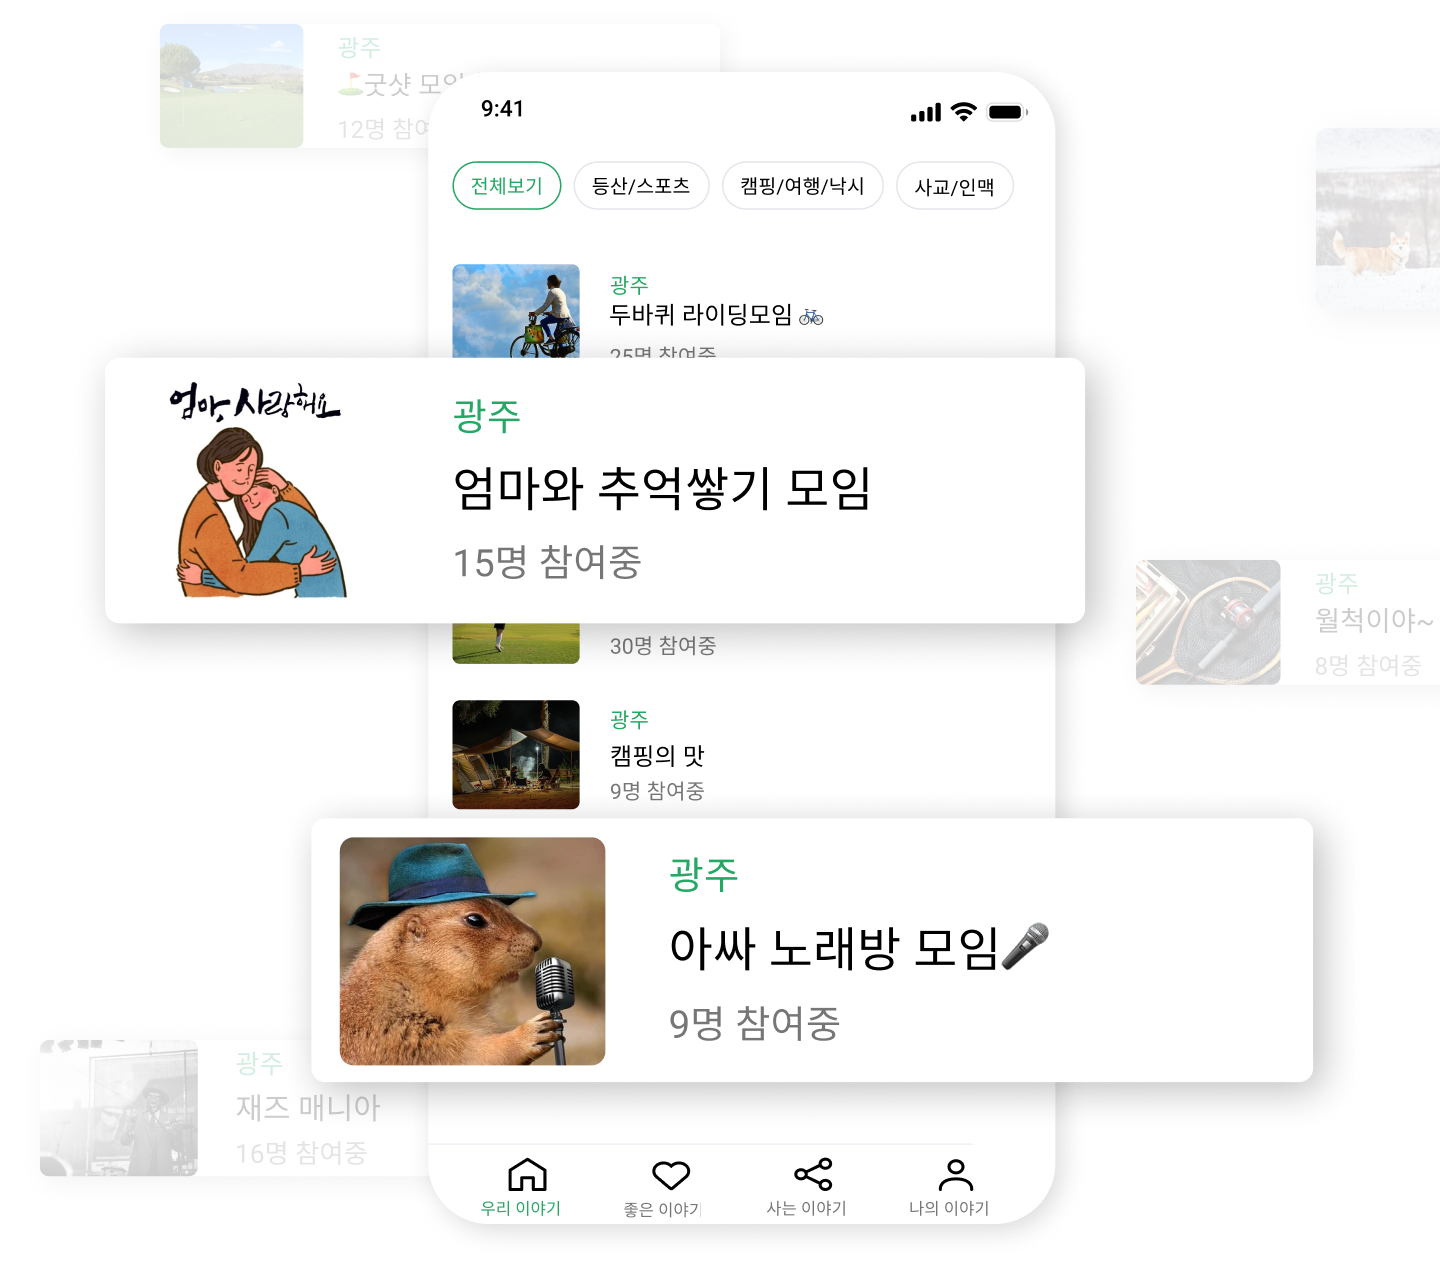 광주
굿샷 모임
12명 참여
9:41
전체보기
등산/스포츠
캠핑/여행/낚시
사교/인맥
광주
두바퀴 라이딩모임
25명 참여중
엄마 사랑해요
광주
엄마와 추억쌓기 모임
15명 참여중
30명 참여중
광주
월척이야~
8명 참여중
광주
캠핑의 맛
9명 참여중
광주
아싸 노래방 모임
9명 참여중
광주
재즈 매니아
16명 참여중
우리 이야기
좋은 이야기
사는 이야기
나의 이야기